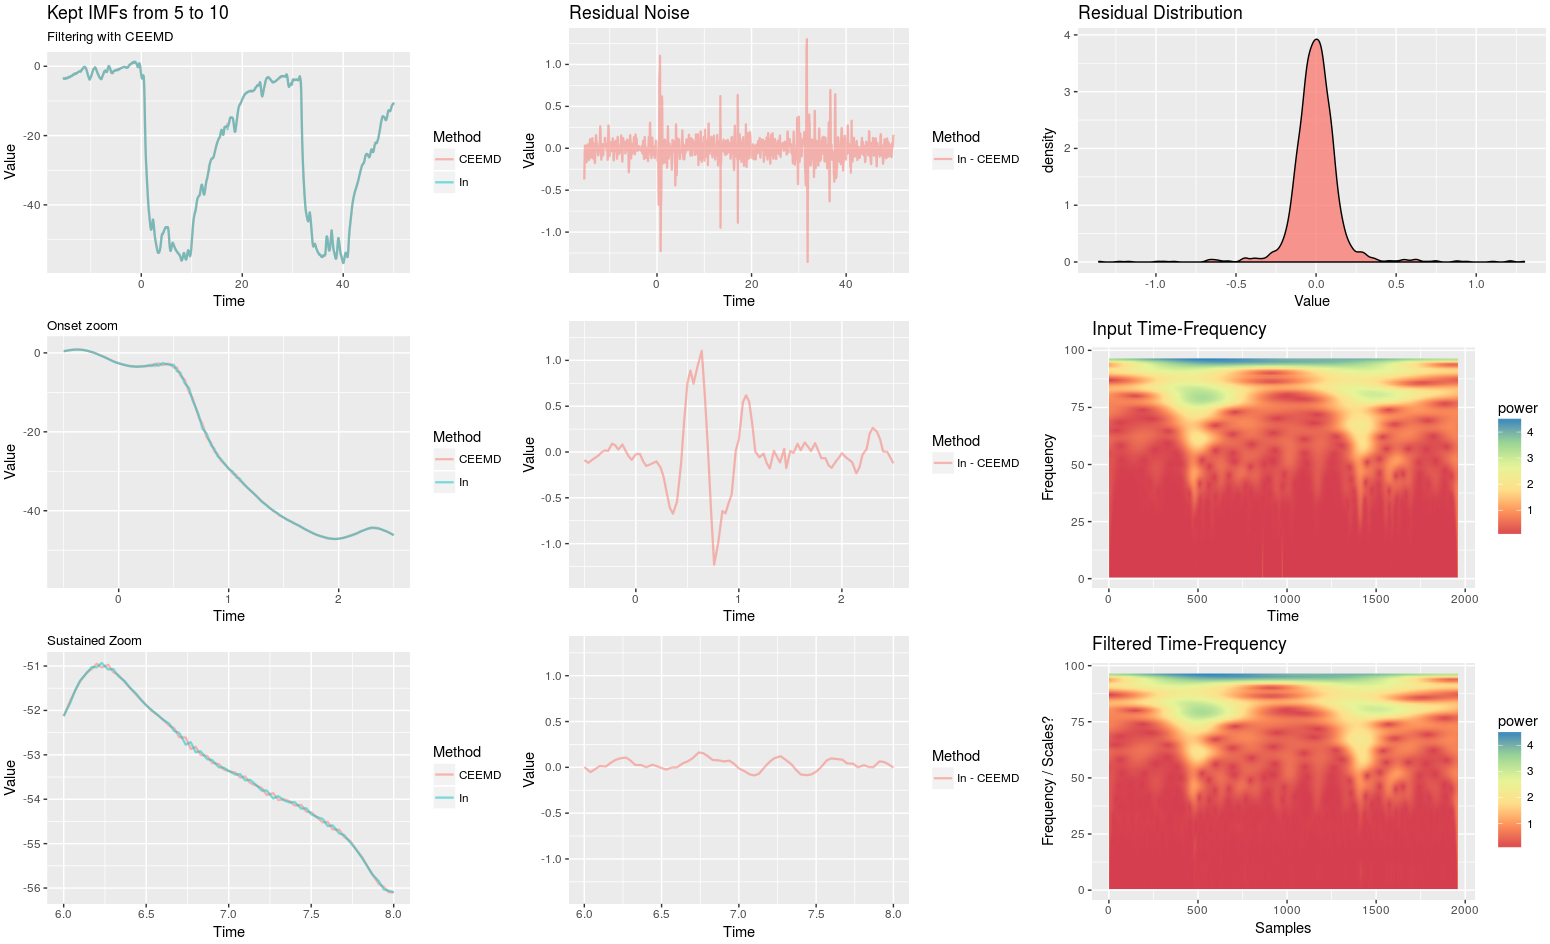 Kept IMFs from 5 to 10
Filtering with CEEMD
0
-20
-40
Value
0
20
40
Time
Method
CEEMD
In
Residual Noise
1.0
0.5
0.0
-0.5
-1.0
Value
0
20
40
Time
Method
In - CEEMD
Residual Distribution
4
3
2
1
0
density
-1.0
-0.5
0.0
0.5
1.0
Value
Onset zoom
0
-20
-40
Value
0
1
2
Time
Method
CEEMD
In
1.0
0.5
0.0
-0.5
-1.0
Value
0
1
2
Time
Method
In - CEEMD
Input Time-Frequency
100
75
50
25
0
Frequency
0
500
1000
1500
2000
Time
power
4
3
2
1
Sustained Zoom
-51
-52
-53
-54
-55
-56
Value
6.0
6.5
7.0
7.5
8.0
Time
Method
CEEMD
In
1.0
0.5
0.0
-0.5
-1.0
Value
6.0
6.5
7.0
7.5
8.0
Time
Method
In - CEEMD
Filtered Time-Frequency
100
75
50
25
0
Frequency / Scales?
0
500
1000
1500
2000
Samples
power
4
3
2
1